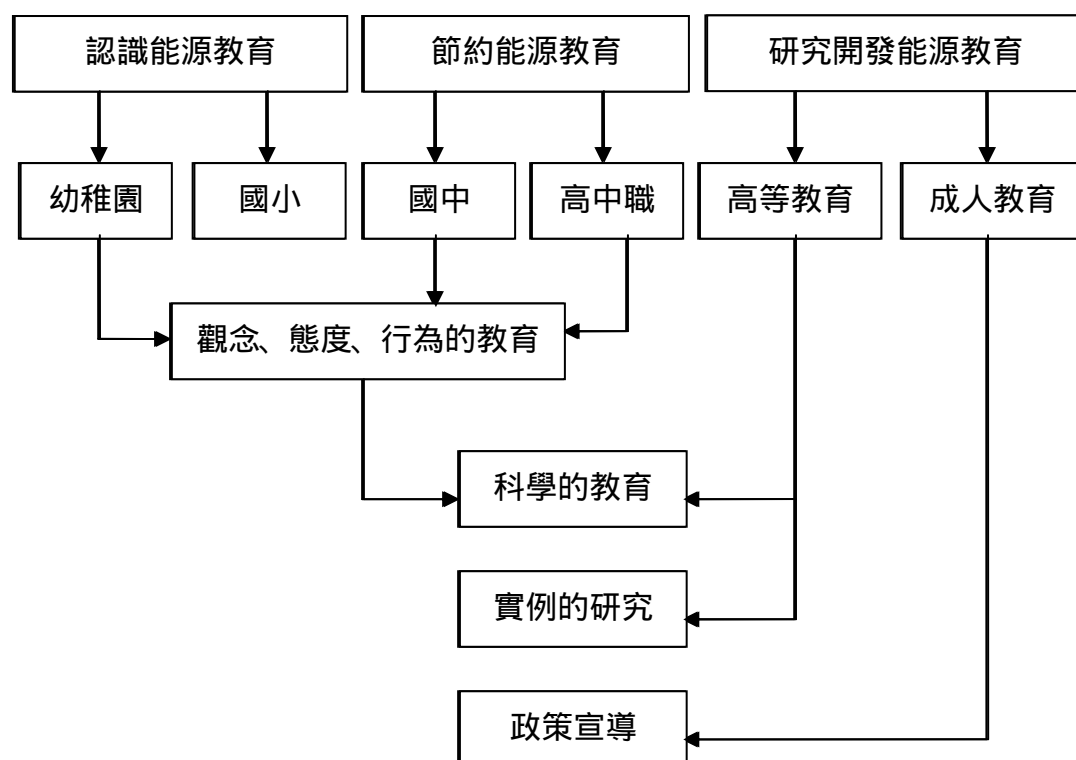 認識能源教育
節約能源教育
研究開發能源教育
幼稚園
國小
國中
高中職
高等教育
成人教育
觀念、態度、行為的教育
科學的教育
實例的研究
政策宣導